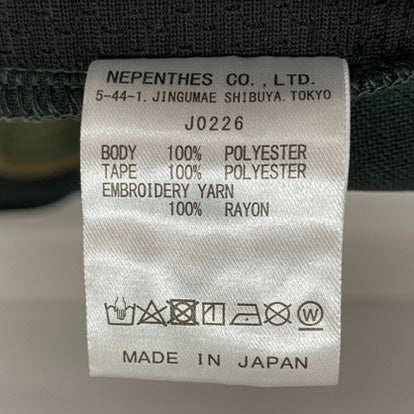 NEPENTHES CO., LTD.
5-44-1. JINGUMAE SHIBUYA. TOKYO
J0226
BODY 100% POLYESTER
TAPE 100% POLYESTER
EMBROIDERY YARN
100% RAYON
W
MADE IN JAPAN